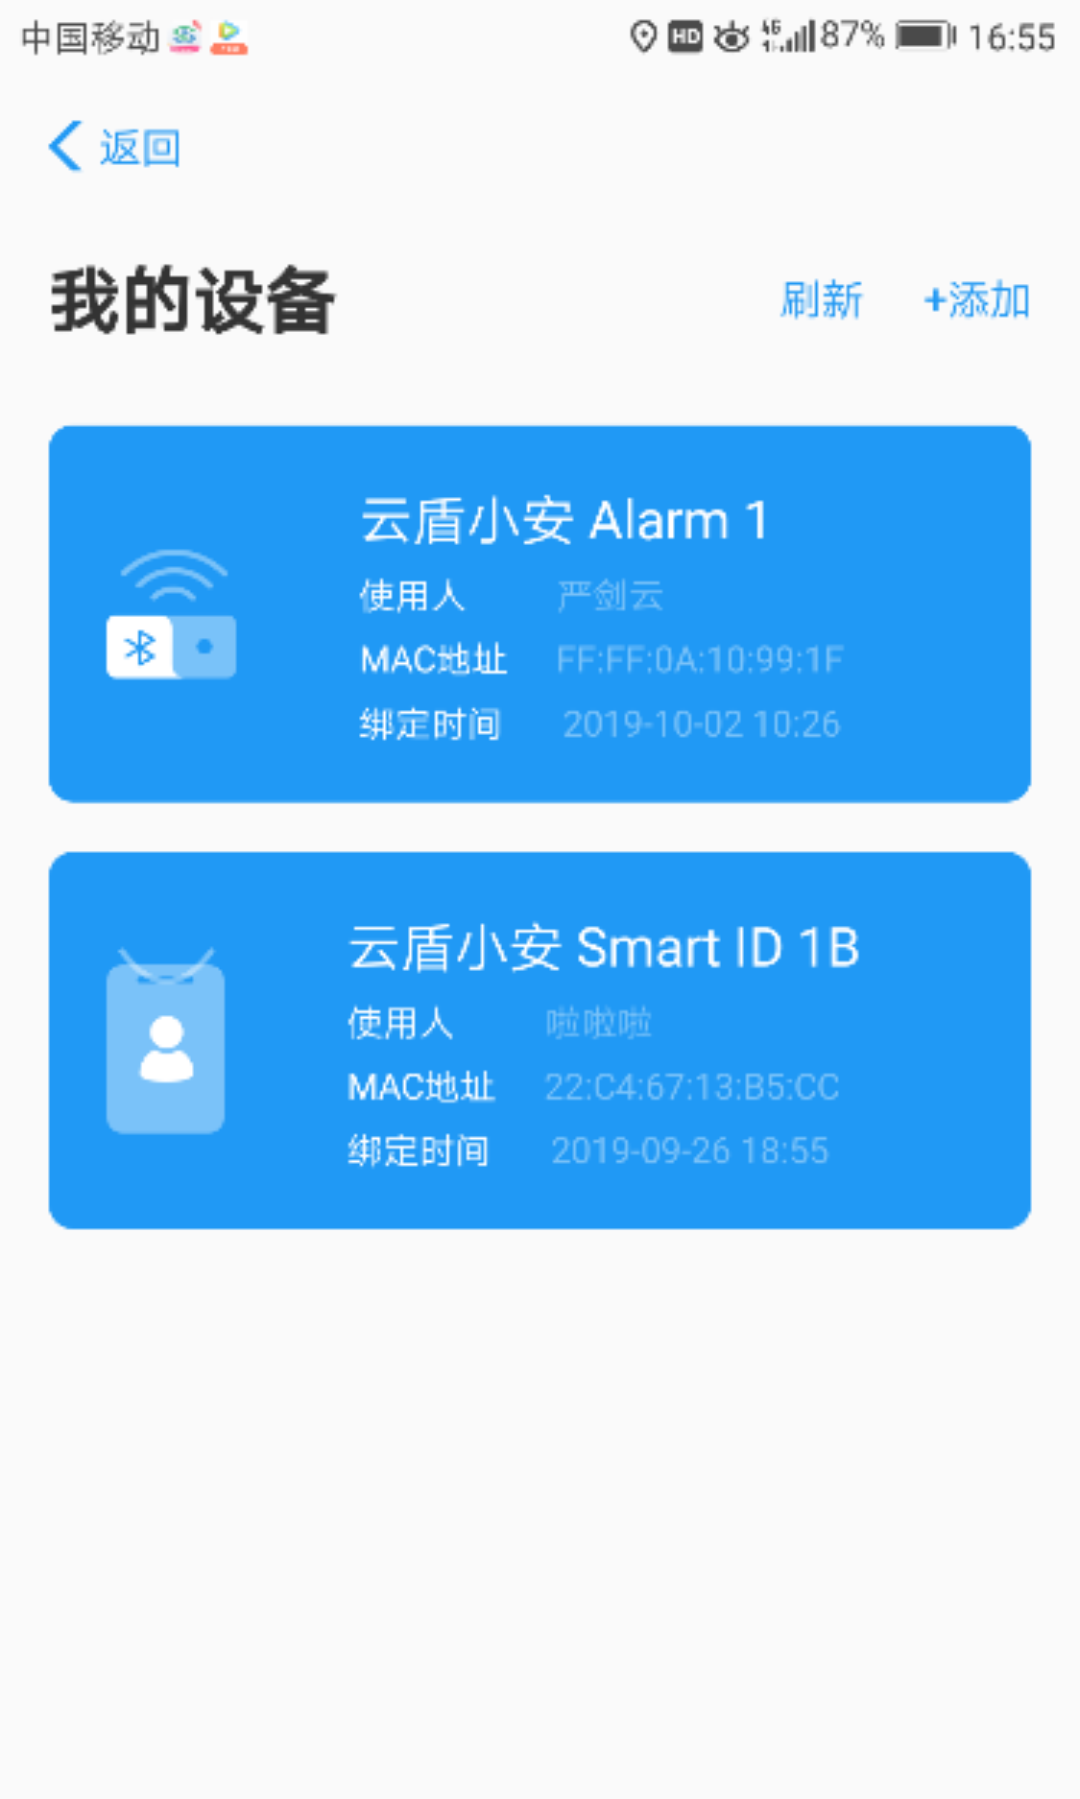 中国移动 HD 46 87% 16:55
返回
我的设备 刷新 +添加
云盾小安 Alarm 1
使用人 严剑云
MAC地址 FF:FF:0A:10:99:1F
绑定时间 2019-10-02 10:26
云盾小安 Smart ID 1B
使用人 啦啦啦
MAC地址 22:C4:67:13:B5:CC
绑定时间 2019-09-26 18:55